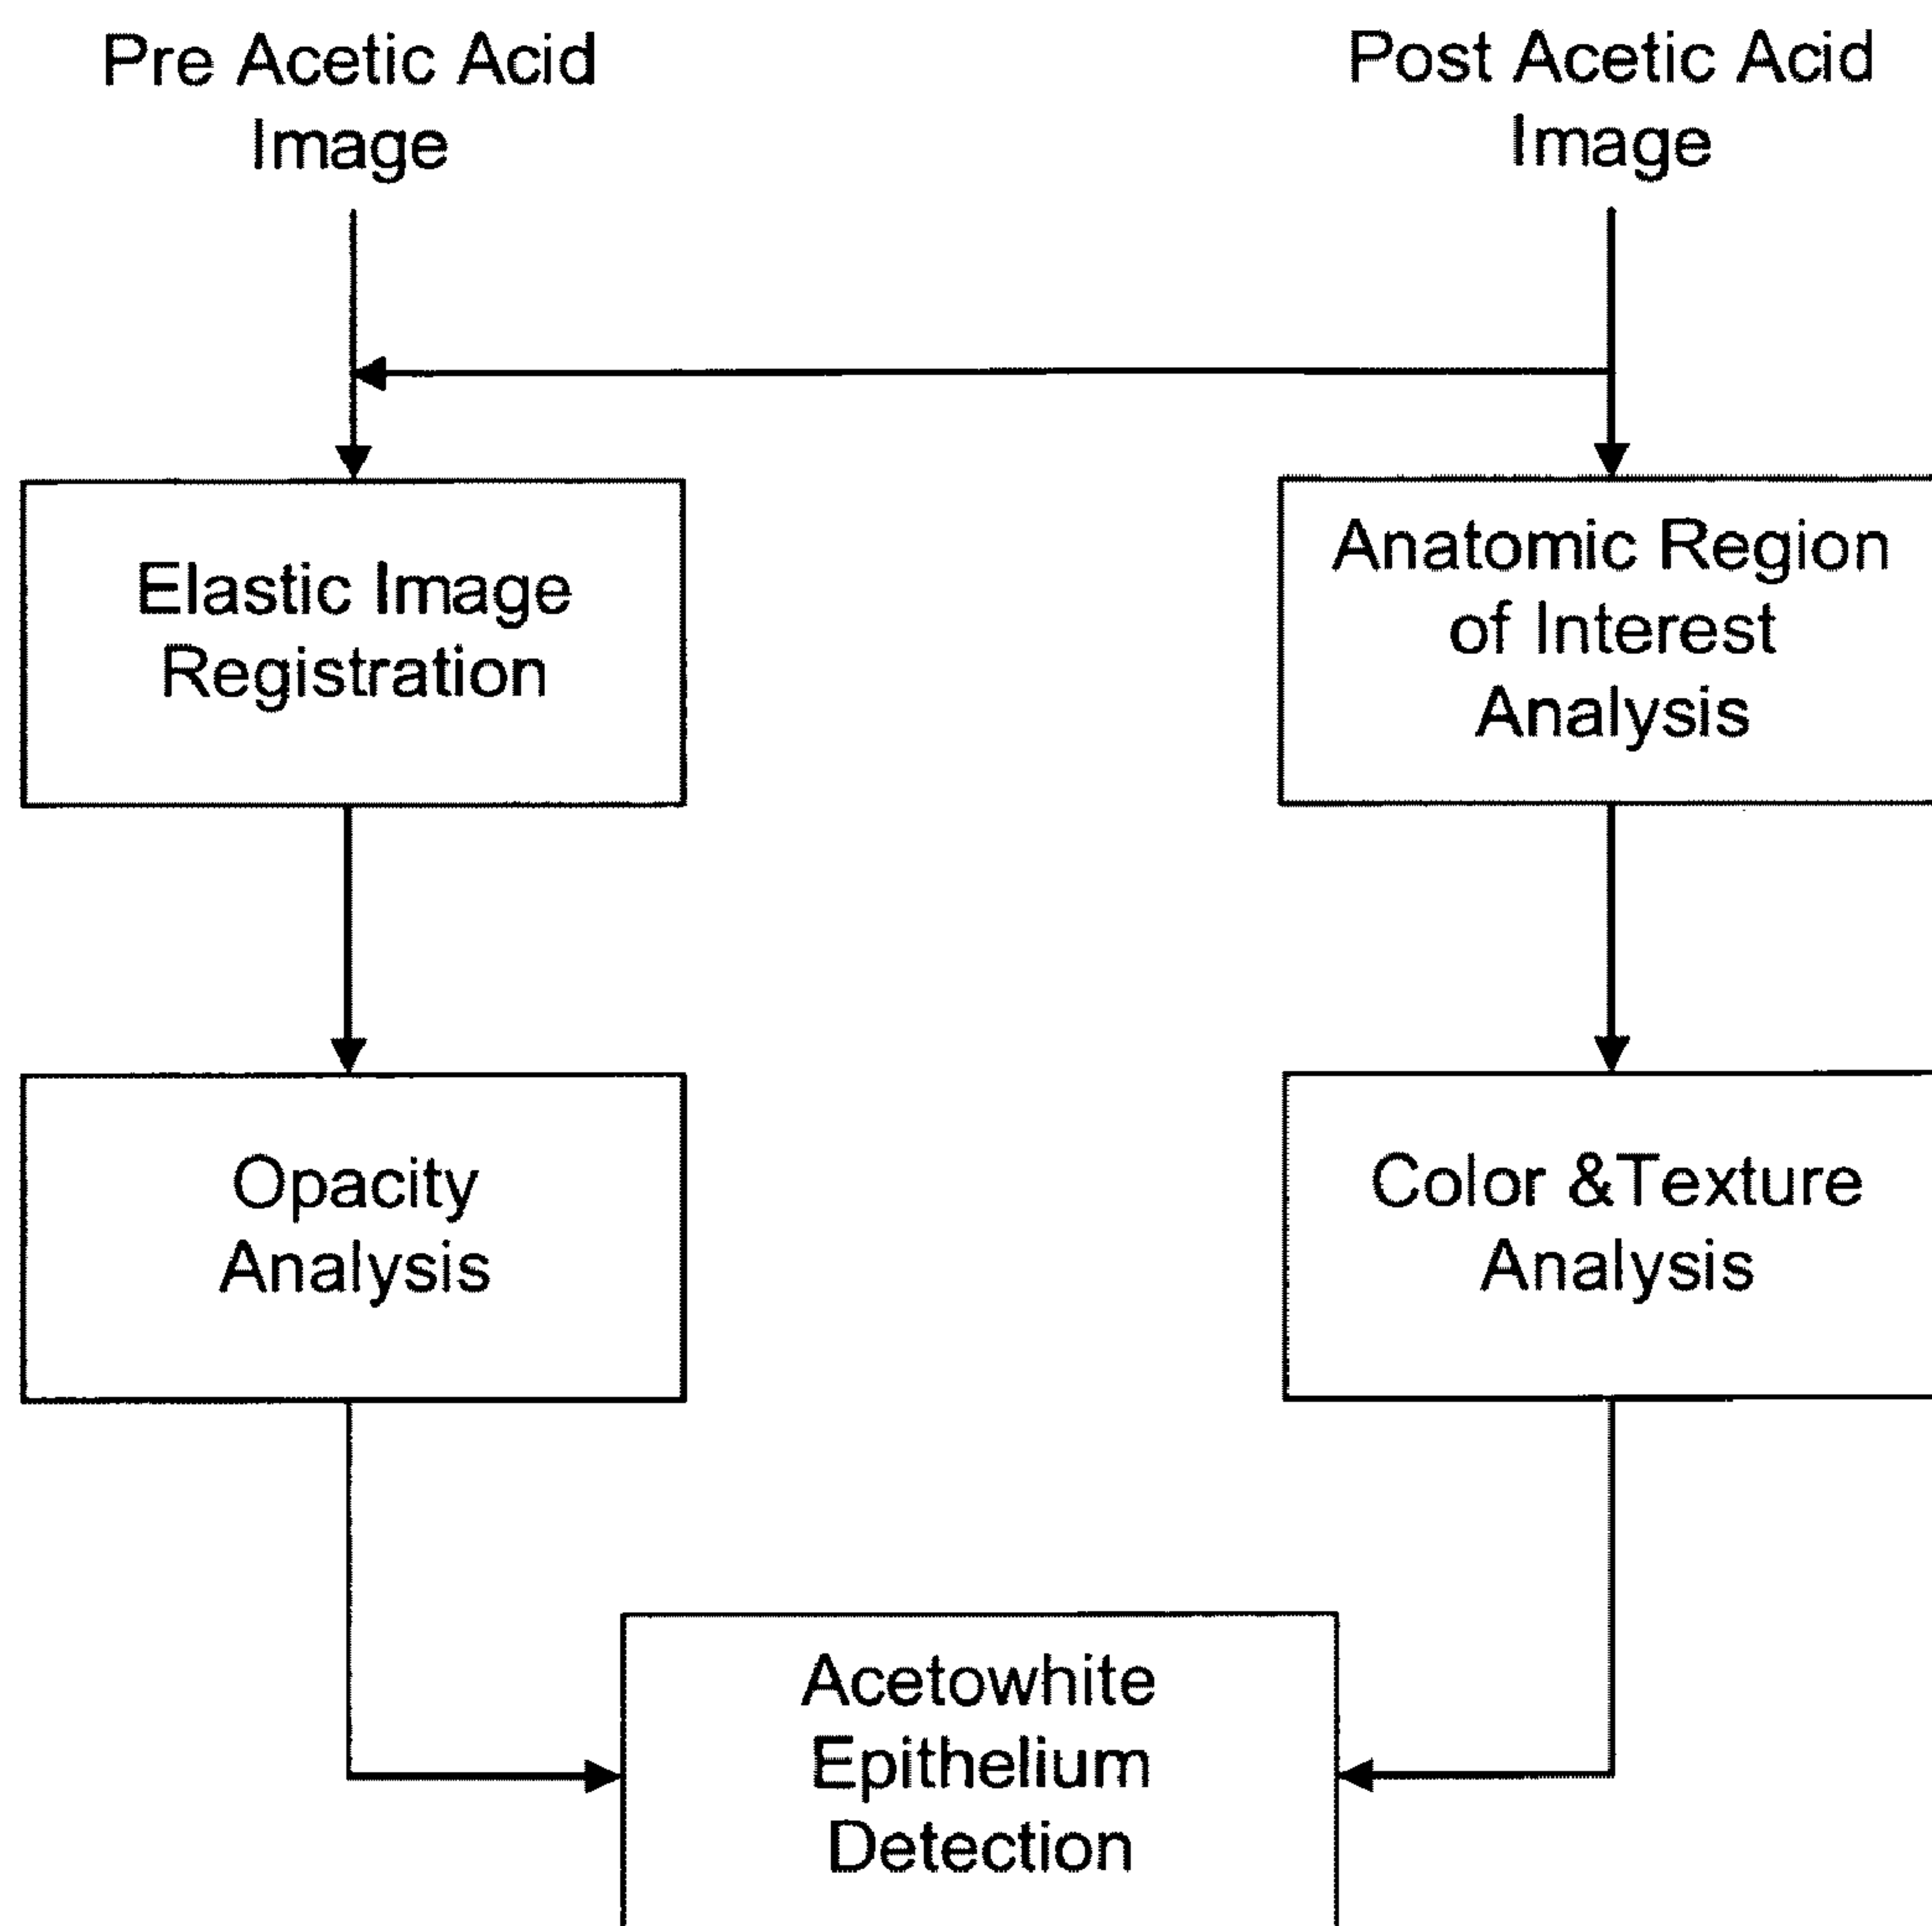 Pre Acetic Acid
Image
Post Acetic Acid
Image
Elastic Image
Registration
Anatomic Region
of Interest
Analysis
Opacity
Analysis
Color &Texture
Analysis
Acetowhite
Epithelium
Detection